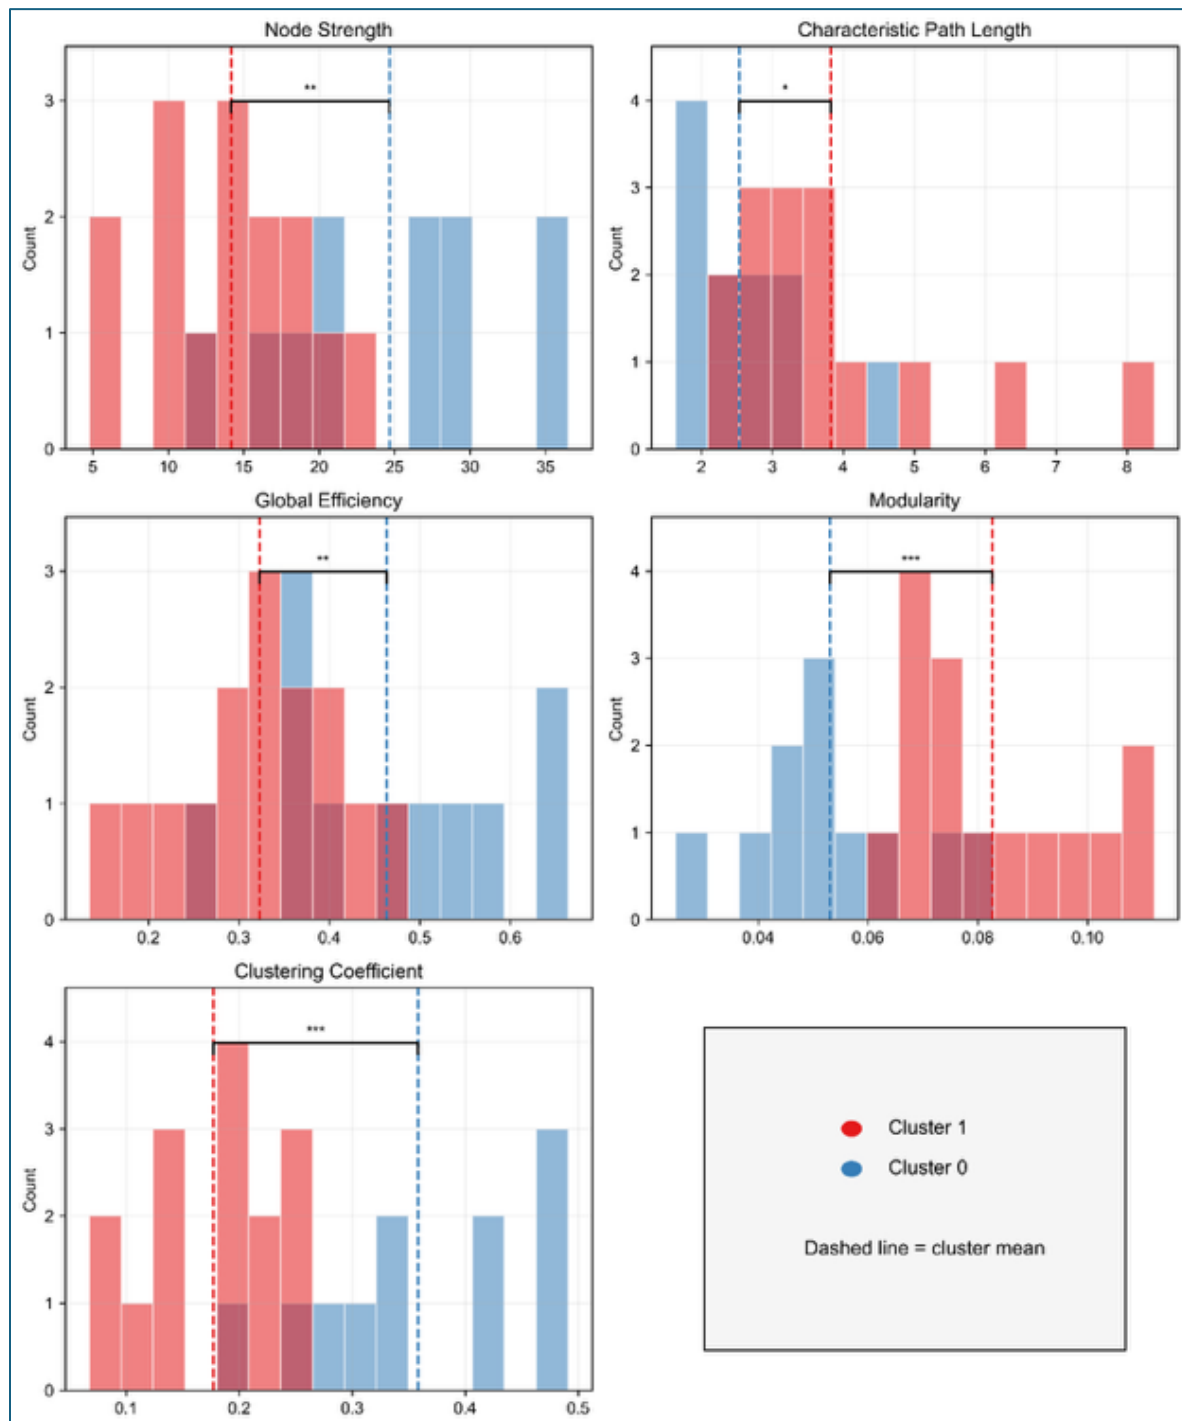 Node Strength
Count
3
2
1
0
**
5 10 15 20 25 30 35
Characteristic Path Length
Count
4
3
2
1
0
*
2 3 4 5 6 7 8
Global Efficiency
Count
3
2
1
0
**
0.2 0.3 0.4 0.5 0.6
Modularity
Count
4
3
2
1
0
***
0.04 0.06 0.08 0.10
Clustering Coefficient
Count
4
3
2
1
0
***
0.1 0.2 0.3 0.4 0.5
Cluster 1
Cluster 0
Dashed line = cluster mean